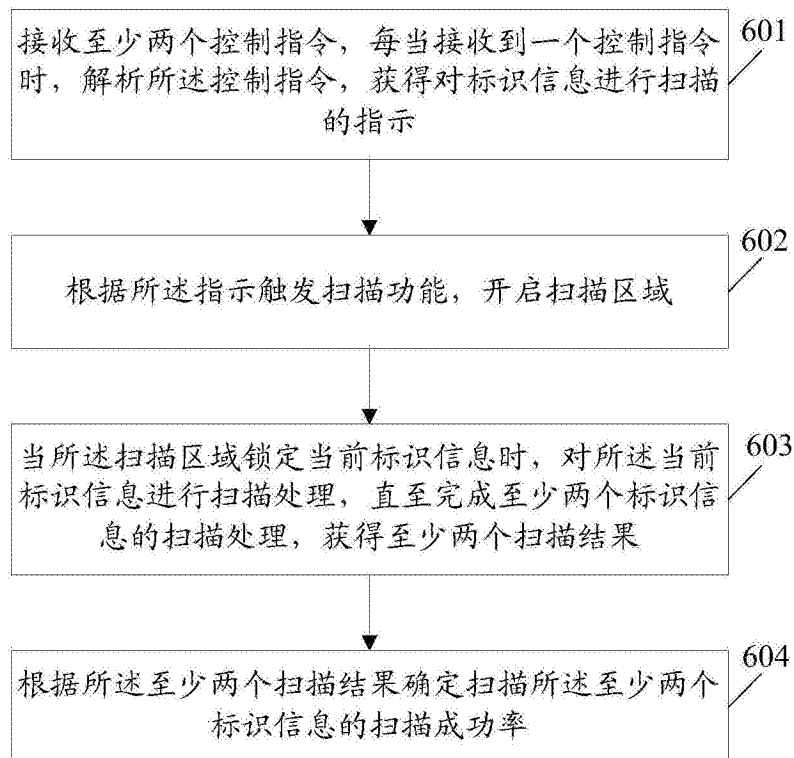 接收至少两个控制指令，每当接收到一个控制指令
时，解析所述控制指令，获得对标识信息进行扫描
的指示
601
根据所述指示触发扫描功能，开启扫描区域
602
当所述扫描区域锁定当前标识信息时，对所述当前
标识信息进行扫描处理，直至完成至少两个标识信
息的扫描处理，获得至少两个扫描结果
603
根据所述至少两个扫描结果确定扫描所述至少两个
标识信息的扫描成功率
604